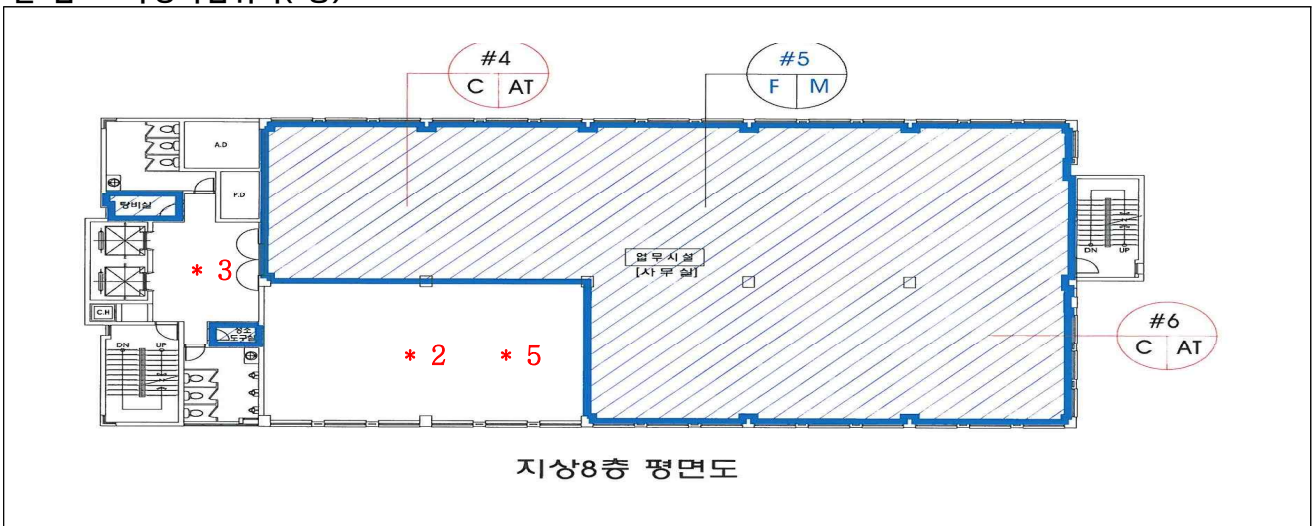 #4
C AT
#5
F M
A.D
P.D
탕비실
* 3
업무시설
[사무실]
C.H
청소
도구실
DN UP
DN UP
* 2 * 5
#6
C AT
지상8층 평면도